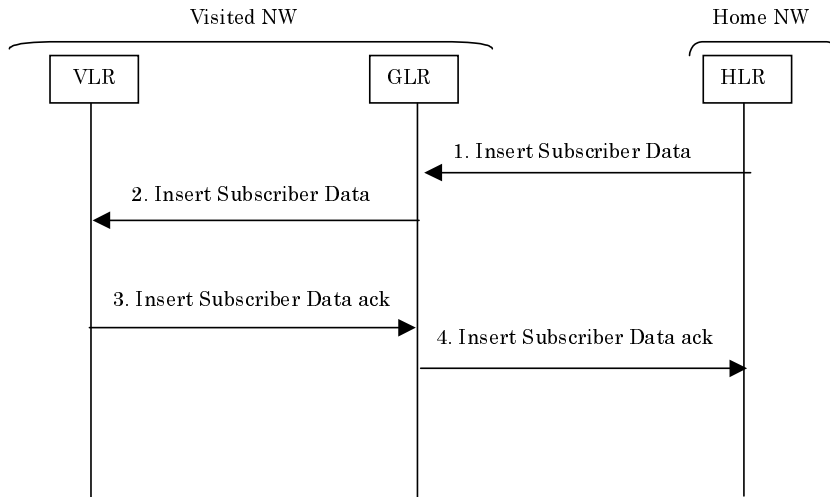 Visited NW
Home NW
VLR
GLR
HLR
1. Insert Subscriber Data
2. Insert Subscriber Data
3. Insert Subscriber Data ack
4. Insert Subscriber Data ack